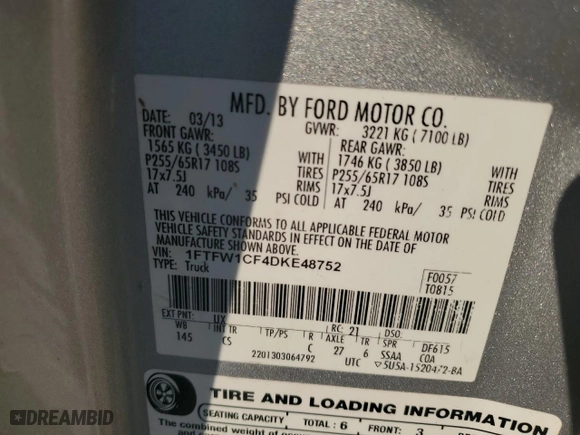 MFD. BY FORD MOTOR CO.
DATE: 03/13 GVWR: 3221 KG ( 7100 LB)
FRONT GAWR: REAR GAWR:
1565 KG ( 3450 LB) 1746 KG ( 3850 LB)
P255/65R17 108S WITH TIRES P255/65R17 108S WITH TIRES
17x7.5J RIMS 17x7.5J RIMS
AT 240 kPa/ 35 PSI COLD AT 240 kPa/ 35 PSI COLD
THIS VEHICLE CONFORMS TO ALL APPLICABLE FEDERAL MOTOR
VEHICLE SAFETY STANDARDS IN EFFECT ON THE DATE OF
MANUFACTURE SHOWN ABOVE.
VIN: 1FTFW1CF4DKE48752
TYPE: Truck
F0057
T0815
EXT PNT: UX RC: 21 DSO:
WB INT TR TP/PS R AXLE TR SPR DF615
145 CS C 27 6 SSAA COA
2201303064792 UTC ▽5U5A-1520472-BA
TIRE AND LOADING INFORMATION
SEATING CAPACITY TOTAL: 6 FRONT: 3
The combined weight of
DREAMBID